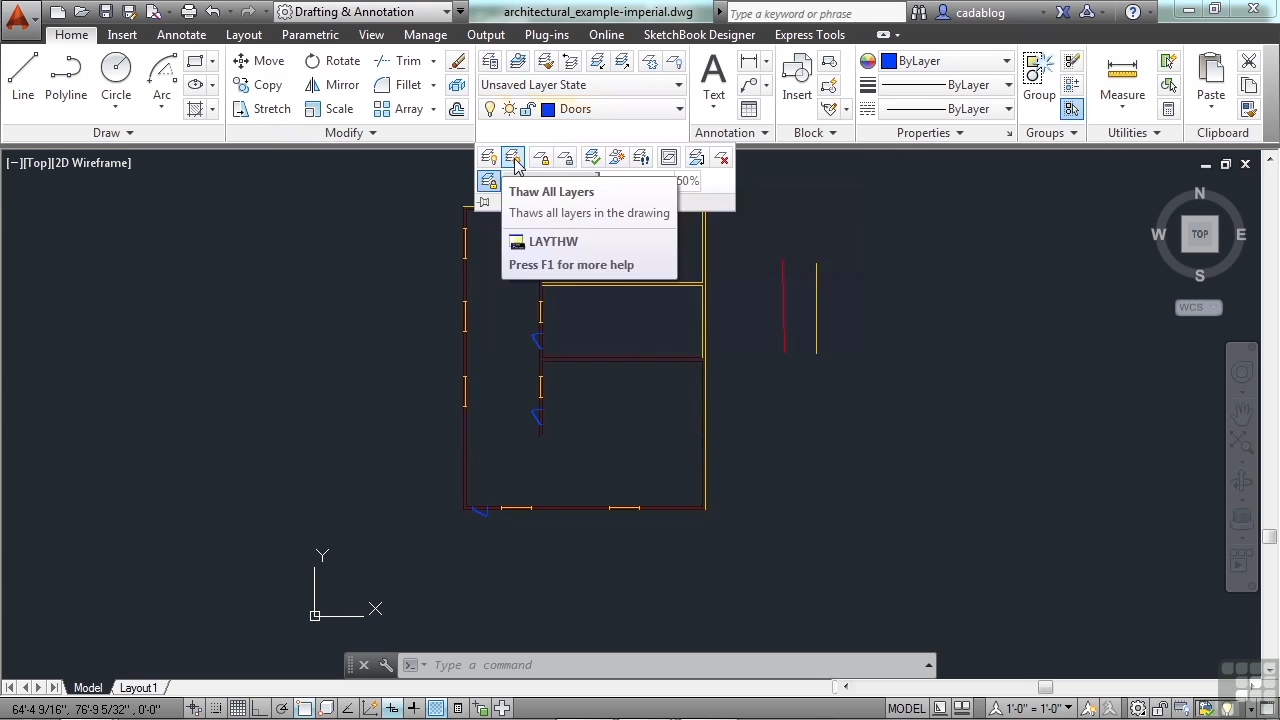 Drafting & Annotation
architectural_example-imperial.dwg
Type a keyword or phrase
cadablog
Home Insert Annotate Layout Parametric View Manage Output Plug-ins Online SketchBook Designer Express Tools
Line
Polyline
Circle
Arc
Move
Copy
Stretch
Rotate
Mirror
Scale
Trim
Fillet
Array
Unsaved Layer State
Doors
Text
Insert
ByLayer
ByLayer
ByLayer
Group
Measure
Paste
Draw
Modify
Annotation
Block
Properties
Groups
Utilities
Clipboard
[−][Top][2D Wireframe]
60%
Thaw All Layers
Thaws all layers in the drawing
LAYTHW
Press F1 for more help
N
W
TOP
E
S
WCS
Y
X
Type a command
Model
Layout1
64'-4 9/16", 76'-9 5/32" , 0'-0"
MODEL
1'-0" = 1'-0"